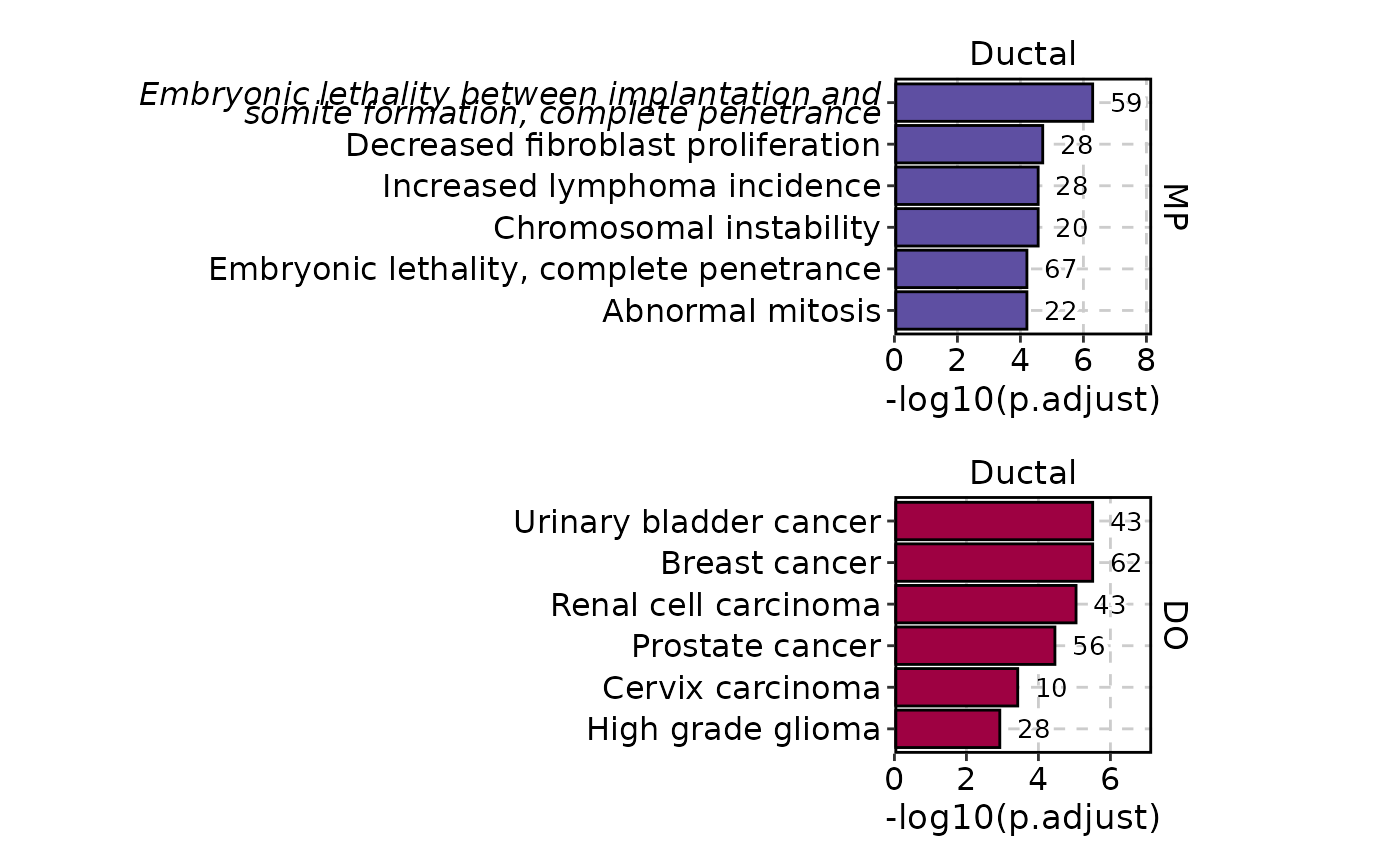 Ductal
Embryonic lethality between implantation and
somite formation, complete penetrance
59
Decreased fibroblast proliferation
28
Increased lymphoma incidence
28
Chromosomal instability
20
Embryonic lethality, complete penetrance
67
Abnormal mitosis
22
MP
0 2 4 6 8
-log10(p.adjust)
Ductal
Urinary bladder cancer
43
Breast cancer
62
Renal cell carcinoma
43
Prostate cancer
56
Cervix carcinoma
10
High grade glioma
28
DO
0 2 4 6
-log10(p.adjust)